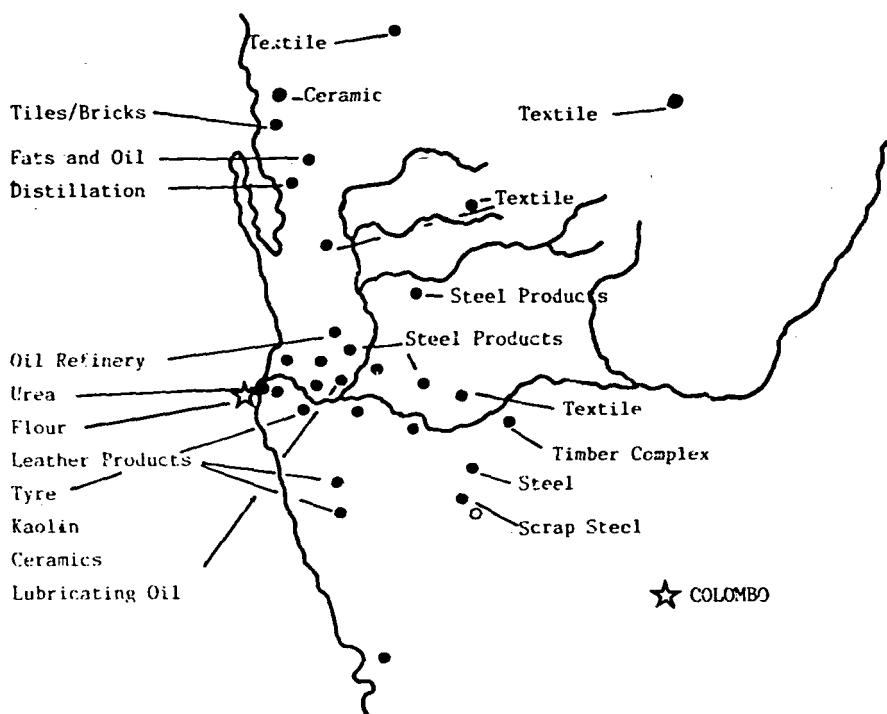 Textile
Ceramic
Tiles/Bricks
Textile
Fats and Oil
Distillation
Textile
Steel Products
Steel Products
Oil Refinery
Urea
Textile
Flour
Timber Complex
Leather Products
Steel
Tyre
Kaolin
Scrap Steel
Ceramics
Lubricating Oil
COLOMBO